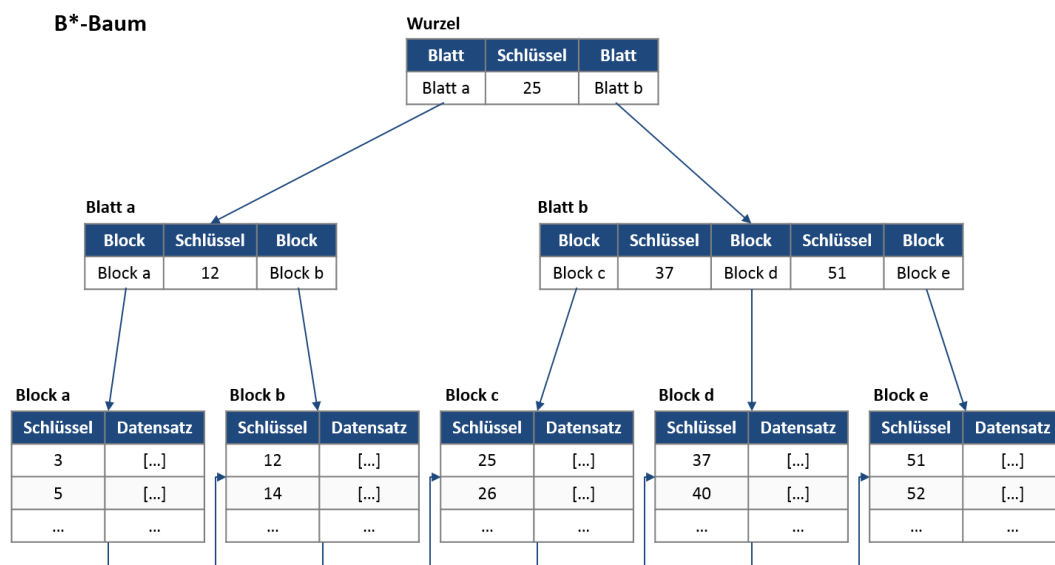 B*-Baum
Wurzel
Blatt Schlüssel Blatt
Blatt a 25 Blatt b
Blatt a
Block Schlüssel Block
Block a 12 Block b
Blatt b
Block Schlüssel Block Schlüssel Block
Block c 37 Block d 51 Block e
Block a
Schlüssel Datensatz
3 [...]
5 [...]
... ...
Block b
Schlüssel Datensatz
12 [...]
14 [...]
... ...
Block c
Schlüssel Datensatz
25 [...]
26 [...]
... ...
Block d
Schlüssel Datensatz
37 [...]
40 [...]
... ...
Block e
Schlüssel Datensatz
51 [...]
52 [...]
... ...